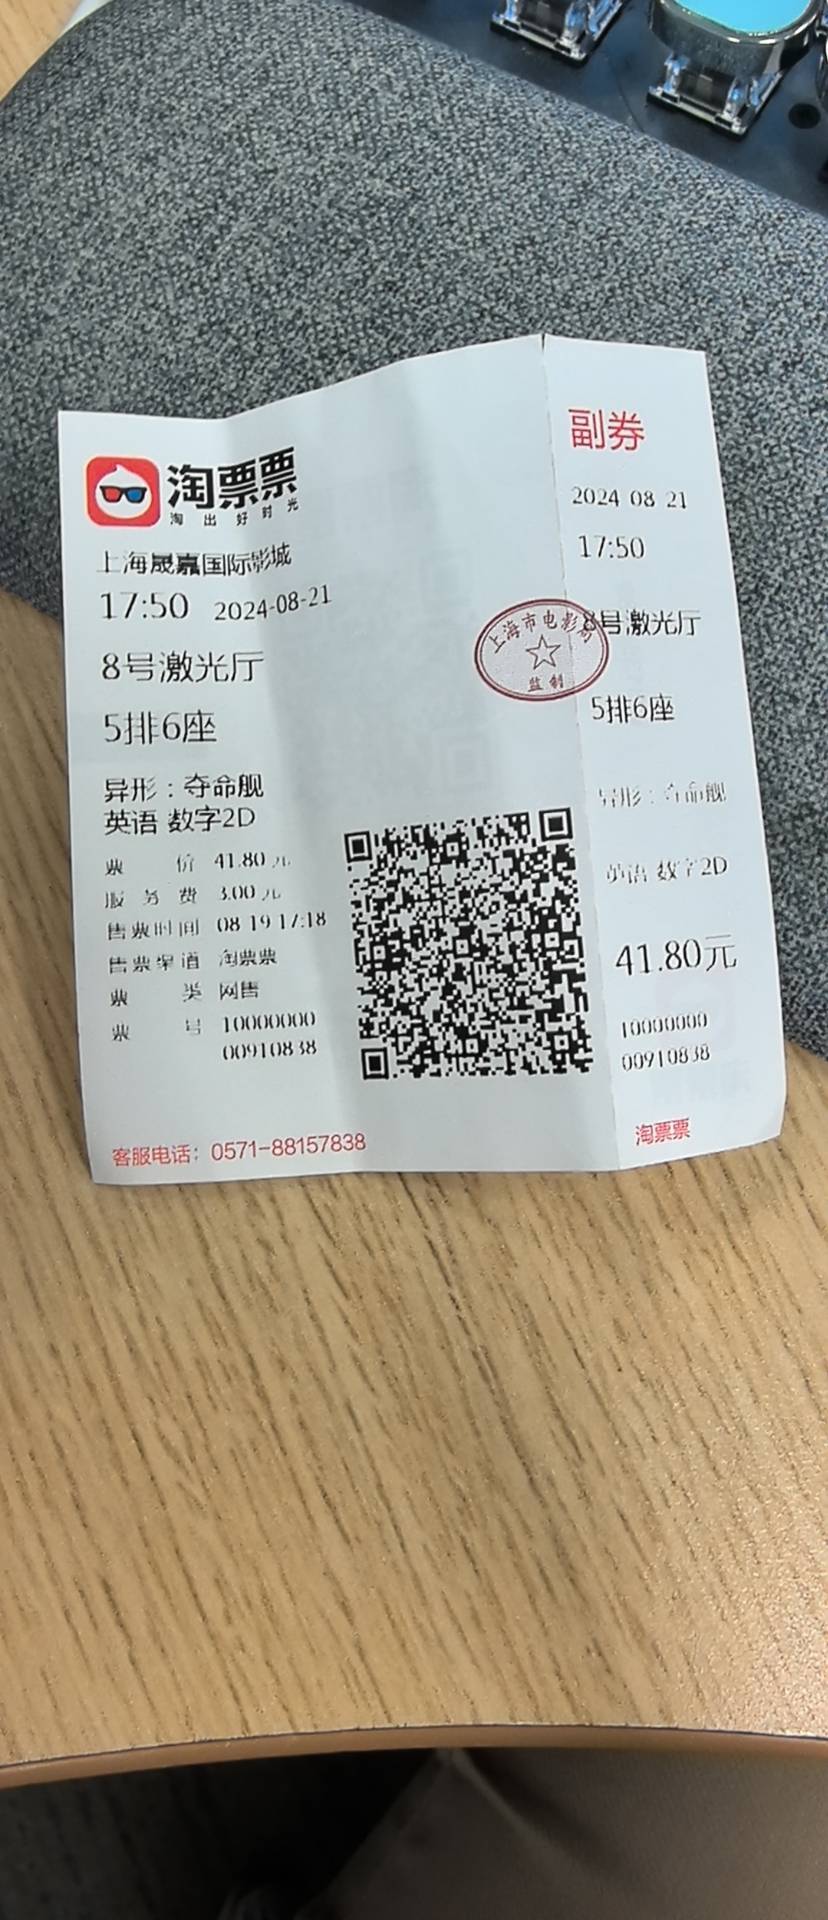 淘票票
淘出好时光
上海晟嘉国际影城
17:50 2024-08-21
8号激光厅
5排6座
异形：夺命舰
英语 数字2D
票价 41.80元
服务费 3.00元
售票时间 08-19 17:18
售票渠道 淘票票
票类 网售
票号 10000000
00910838
客服电话：0571-88157838
上海市电影局
监制
副券
2024-08-21
17:50
8号激光厅
5排6座
异形：夺命舰
英语 数字2D
41.80元
10000000
00910838
淘票票